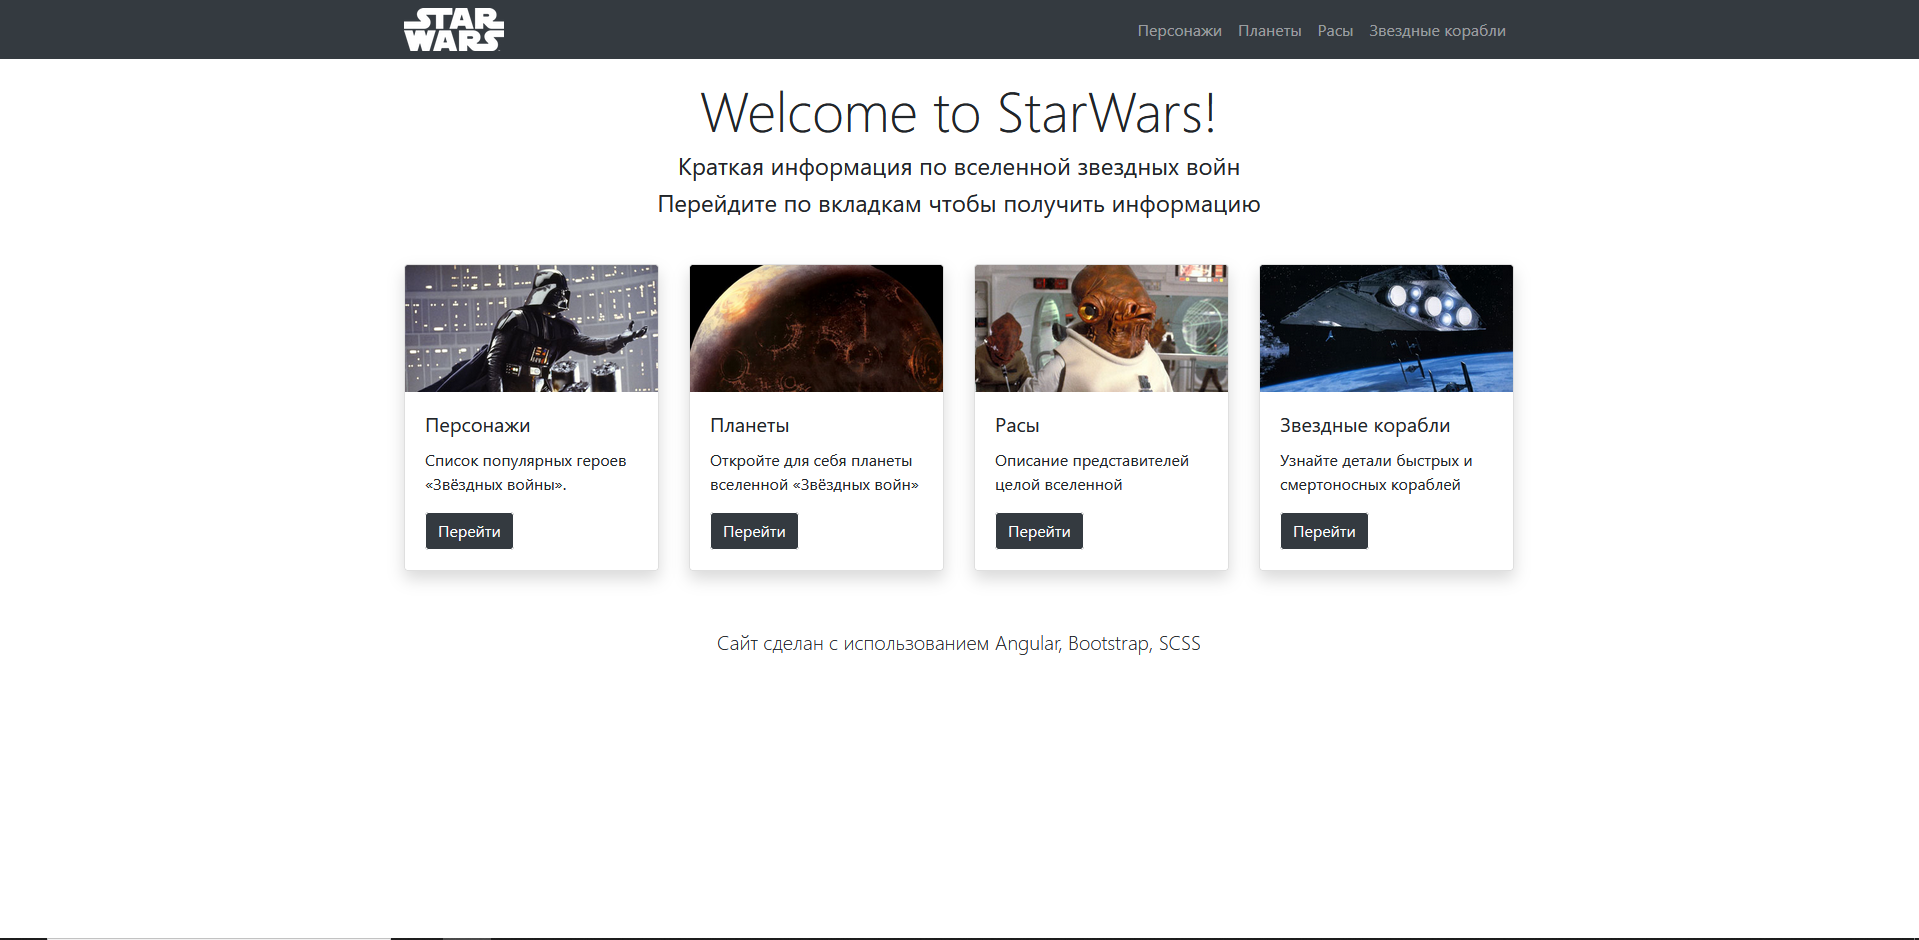 STAR
WARS
Персонажи Планеты Расы Звездные корабли
Welcome to StarWars!
Краткая информация по вселенной звездных войн
Перейдите по вкладкам чтобы получить информацию
Персонажи
Список популярных героев
«Звёздных войны».
Перейти
Планеты
Откройте для себя планеты
вселенной «Звёздных войн»
Перейти
Расы
Описание представителей
целой вселенной
Перейти
Звездные корабли
Узнайте детали быстрых и
смертоносных кораблей
Перейти
Сайт сделан с использованием Angular, Bootstrap, SCSS